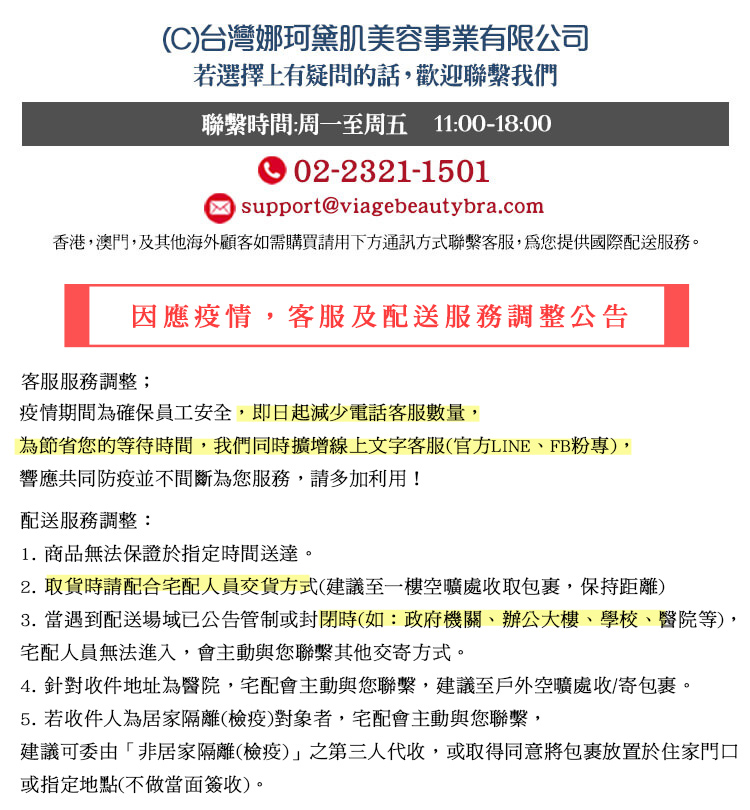 (C)台灣娜珂黛肌美容事業有限公司
若選擇上有疑問的話，歡迎聯繫我們
聯繫時間:周一至周五 11:00-18:00
02-2321-1501
support@viagebeautybra.com
香港，澳門，及其他海外顧客如需購買請用下方通訊方式聯繫客服，為您提供國際配送服務。
因應疫情，客服及配送服務調整公告
客服服務調整；
疫情期間為確保員工安全，即日起減少電話客服數量，
為節省您的等待時間，我們同時擴增線上文字客服(官方LINE、FB粉專)，
響應共同防疫並不間斷為您服務，請多加利用！
配送服務調整：
1. 商品無法保證於指定時間送達。
2. 取貨時請配合宅配人員交貨方式(建議至一樓空曠處收取包裹，保持距離)
3. 當遇到配送場域已公告管制或封閉時(如：政府機關、辦公大樓、學校、醫院等)，
宅配人員無法進入，會主動與您聯繫其他交寄方式。
4. 針對收件地址為醫院，宅配會主動與您聯繫，建議至戶外空曠處收/寄包裹。
5. 若收件人為居家隔離(檢疫)對象者，宅配會主動與您聯繫，
建議可委由「非居家隔離(檢疫)」之第三人代收，或取得同意將包裹放置於住家門口
或指定地點(不做當面簽收)。